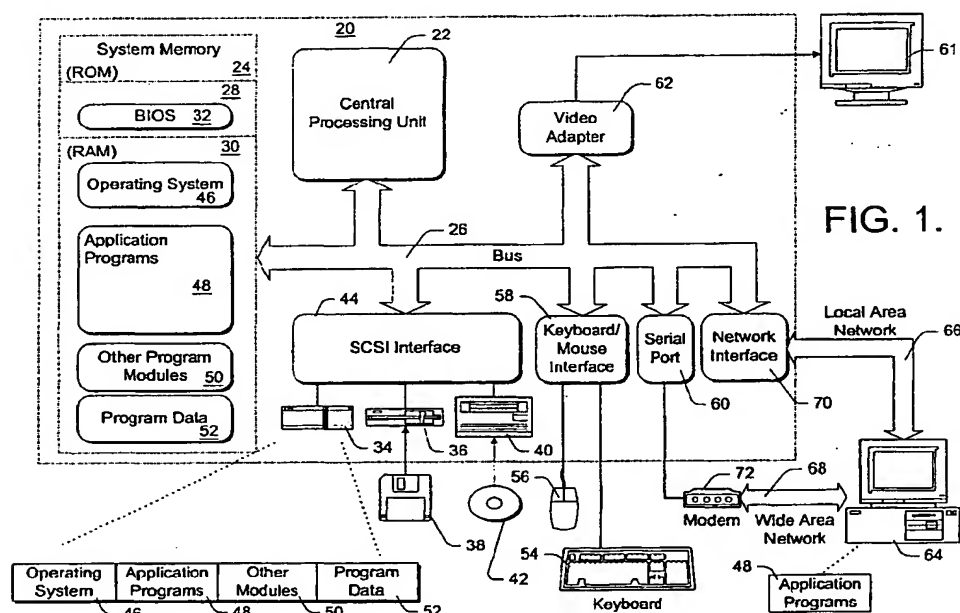 20
System Memory
(ROM) 24
28
BIOS 32
(RAM) 30
Operating System
46
Application
Programs
48
Other Program
Modules 50
Program Data
52
22
Central
Processing Unit
62
Video
Adapter
61
FIG. 1.
26
Bus
44
SCSI Interface
58
Keyboard/
Mouse
Interface
Serial
Port
60
Network
Interface
70
Local Area
Network
66
34
36
40
38
42
56
54
Keyboard
72
Modem
68
Wide Area
Network
64
48
Application
Programs
Operating
System
Application
Programs
Other
Modules
Program
Data
46
48
50
52